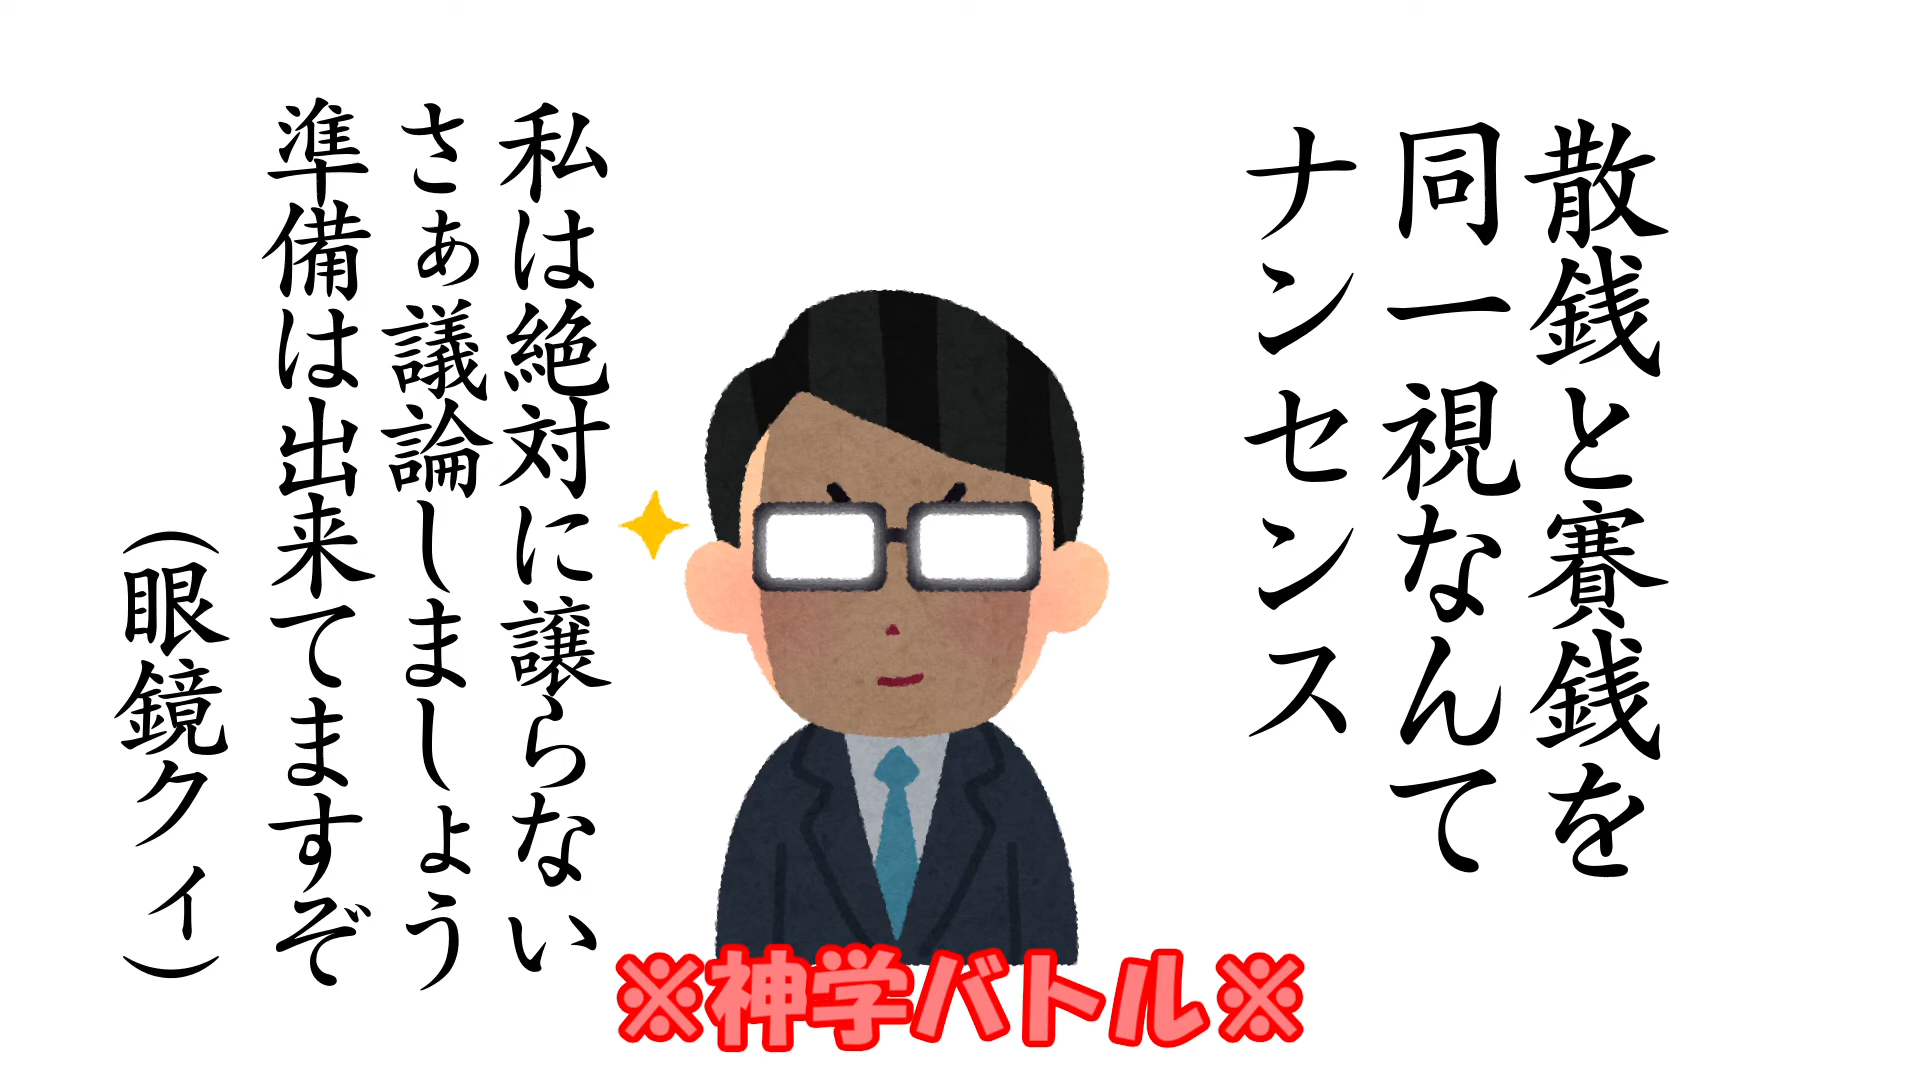 散銭と賽銭を
同一視なんて
ナンセンス
私は絶対に譲らない
さぁ議論しましょう
準備は出来てますぞ
（眼鏡クィ）
※神学バトル※